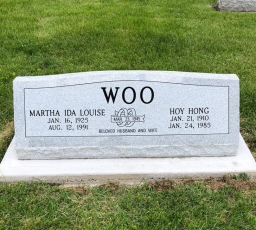 WOO
MARTHA IDA LOUISE
JAN. 16, 1925
AUG. 12, 1991
HOY HONG
JAN. 21, 1910
JAN. 24, 1985
BELOVED HUSBAND AND WIFE